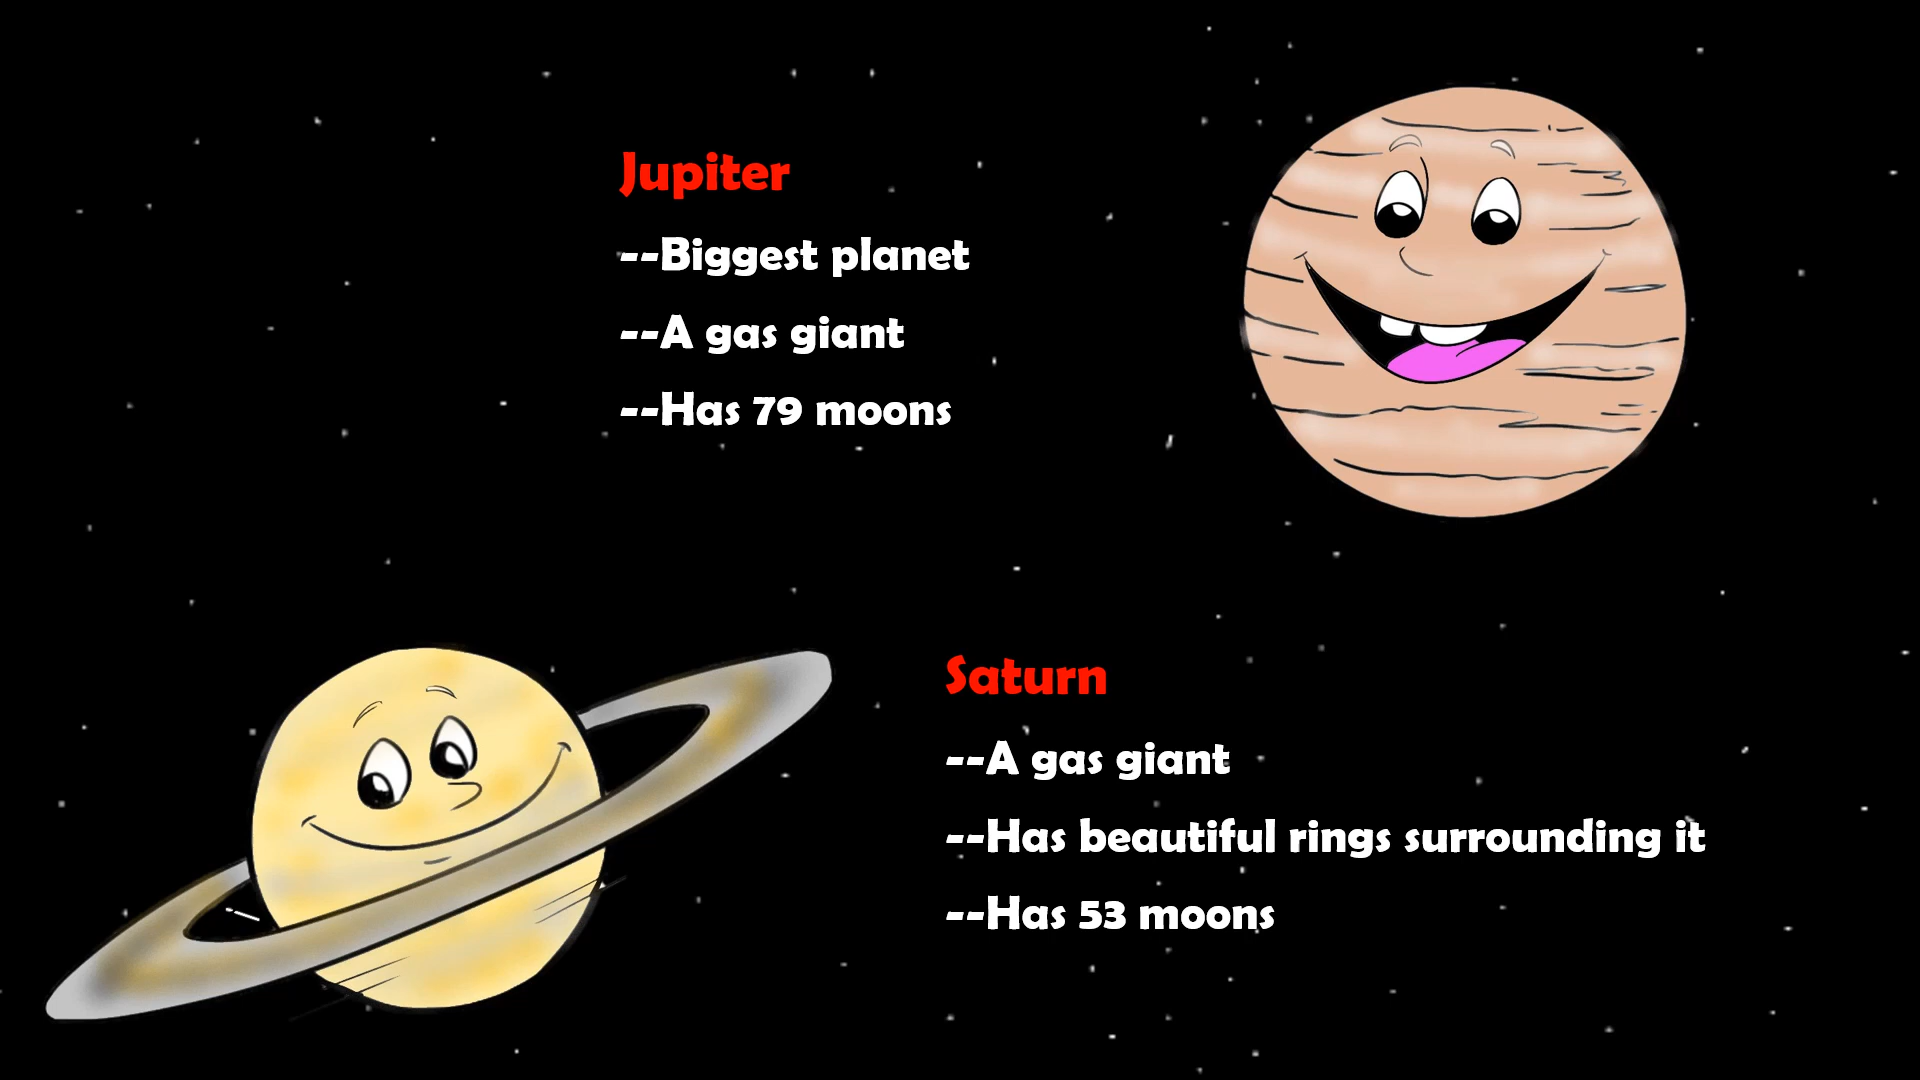 Jupiter
--Biggest planet
--A gas giant
--Has 79 moons
Saturn
--A gas giant
--Has beautiful rings surrounding it
--Has 53 moons